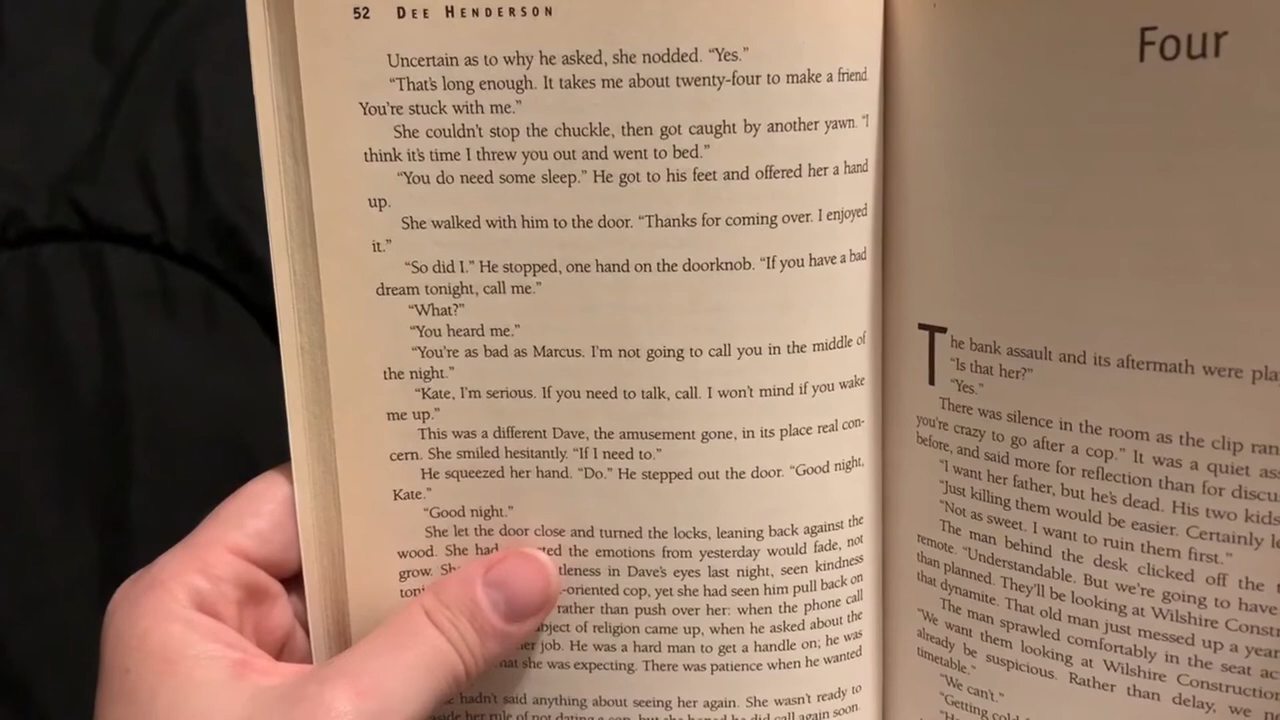 52 DEE HENDERSON
Uncertain as to why he asked, she nodded. “Yes.”
“That’s long enough. It takes me about twenty-four to make a friend.
You’re stuck with me.”
She couldn’t stop the chuckle, then got caught by another yawn. “I
think it’s time I threw you out and went to bed.”
“You do need some sleep.” He got to his feet and offered her a hand
up.
She walked with him to the door. “Thanks for coming over. I enjoyed
it.”
“So did I.” He stopped, one hand on the doorknob. “If you have a bad
dream tonight, call me.”
“What?”
“You heard me.”
“You’re as bad as Marcus. I’m not going to call you in the middle of
the night.”
“Kate, I’m serious. If you need to talk, call. I won’t mind if you wake
me up.”
This was a different Dave, the amusement gone, in its place real con-
cern. She smiled hesitantly. “If I need to.”
He squeezed her hand. “Do.” He stepped out the door. “Good night,
Kate.”
“Good night.”
She let the door close and turned the locks, leaning back against the
wood. She had the emotions from yesterday would fade, not
grow. in Dave’s eyes last night, seen kindness
-oriented cop, yet she had seen him pull back on
rather than push over her: when the phone call
of religion came up, when he asked about the
job. He was a hard man to get a handle on; he was
she was expecting. There was patience when he wanted
hadn’t said anything about seeing her again. She wasn’t ready to
her rule of not dating a cop, but she hoped he did call again soon.
Four
The bank assault and its aftermath were
“Is that her?”
“Yes.”
There was silence in the room as the clip ran
you’re crazy to go after a cop.” It was a quiet
before, and said more for reflection than for
“I want her father, but he’s dead. His two kids
“Just killing them would be easier. Certainly
“Not as sweet. I want to ruin them first.”
The man behind the desk clicked off the
remote. “Understandable. But we’re going to have
than planned. They’ll be looking at Wilshire
that dynamite. That old man just messed up a year
The man sprawled comfortably in the seat
“We want them looking at Wilshire Construction
already be suspicious. Rather than delay, we
timetable.”
“We can’t.”
“Getting